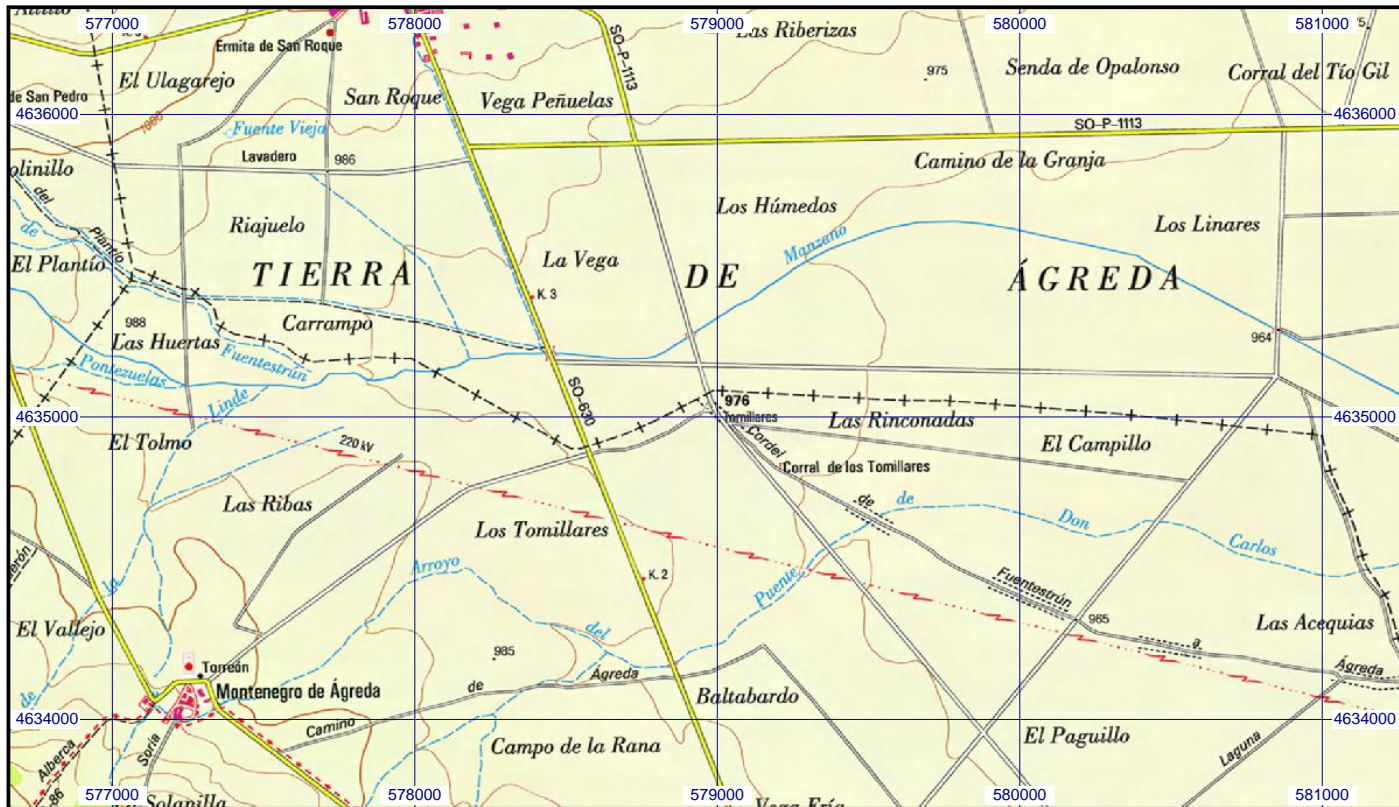 577000
578000
579000
580000
581000
Ermita de San Roque
Las Riberizas
SO-P-1113
El Ulagarejo
975
Senda de Opalonso
Corral del Tío Gil
de San Pedro
San Roque
Vega Peñuelas
4636000
4636000
1000
Fuente Vieja
SO-P-1113
Lavadero
986
Camino de la Granja
olinillo
del
Plantío
de
Riajuelo
Los Húmedos
Los Linares
Manzano
El Plantío
TIERRA DE ÁGREDA
La Vega
K. 3
988
Las Huertas
Carrampo
964
Fuentestrún
Pontezuelas
Linde
SO-630
976
Tomillares
4635000
4635000
Las Rinconadas
El Tolmo
220 kV
Cordel
El Campillo
Corral de los Tomillares
Las Ribas
Los Tomillares
de
de
Don
Carlos
Arroyo
Puente
K. 2
Fuentestrún
la
El Vallejo
del
965
Las Acequias
985
a
Torreón
Montenegro de Ágreda
de
Ágreda
Ágreda
Baltabardo
de
4634000
4634000
Camino
Alberca
Soria
Campo de la Rana
El Paguillo
Laguna
86
577000
578000
579000
580000
581000
Solanilla
Vega Fría